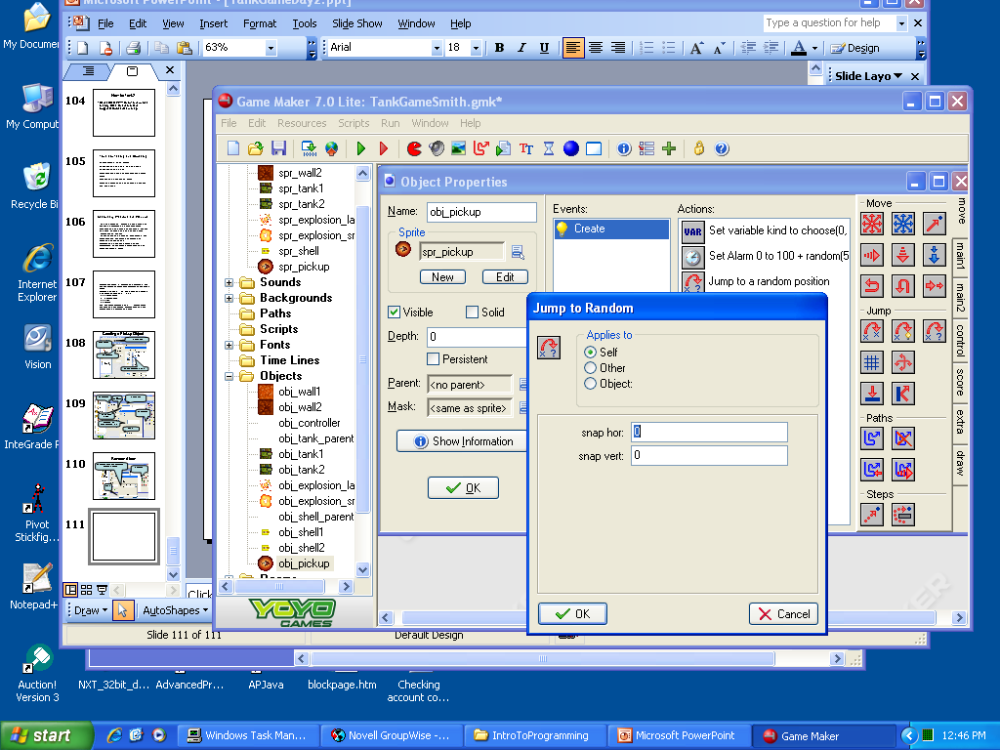 Microsoft PowerPoint - [TankGameDay2.ppt]
File Edit View Insert Format Tools Slide Show Window Help
Type a question for help
63% Arial 18 B I U A A A Design
Slide Layo
My Docume
My Comput
Recycle Bi
Internet
Explorer
Vision
InteGrade
Pivot
Stickfig...
Notepad+
Auction!
Version 3
104
105
106
107
108
109
110
111
Game Maker 7.0 Lite: TankGameSmith.gmk*
File Edit Resources Scripts Run Window Help
spr_wall2
spr_tank1
spr_tank2
spr_explosion_la
spr_explosion_sr
spr_shell
spr_pickup
Sounds
Backgrounds
Paths
Scripts
Fonts
Time Lines
Objects
obj_wall1
obj_wall2
obj_controller
obj_tank_parent
obj_tank1
obj_tank2
obj_explosion_la
obj_explosion_sr
obj_shell_parent
obj_shell1
obj_shell2
obj_pickup
YOYO
GAMES
Object Properties
Name: obj_pickup
Sprite
spr_pickup
New Edit
Visible Solid
Depth: 0
Persistent
Parent: <no parent>
Mask: <same as sprite>
Show Information
OK
Events:
Create
Actions:
VAR Set variable kind to choose(0,
Set Alarm 0 to 100 + random(5
Jump to a random position
Move
Jump
Paths
Steps
move
main1
main2
control
score
extra
draw
Jump to Random
Applies to
Self
Other
Object:
snap hor: 0
snap vert: 0
OK Cancel
Click
Draw AutoShapes
Slide 111 of 111 Default Design
NXT_32bit_d... AdvancedPr... APJava blockpage.htm Checking
account co...
start Windows Task Man... Novell GroupWise - ... IntroToProgramming Microsoft PowerPoint Game Maker 12:46 PM